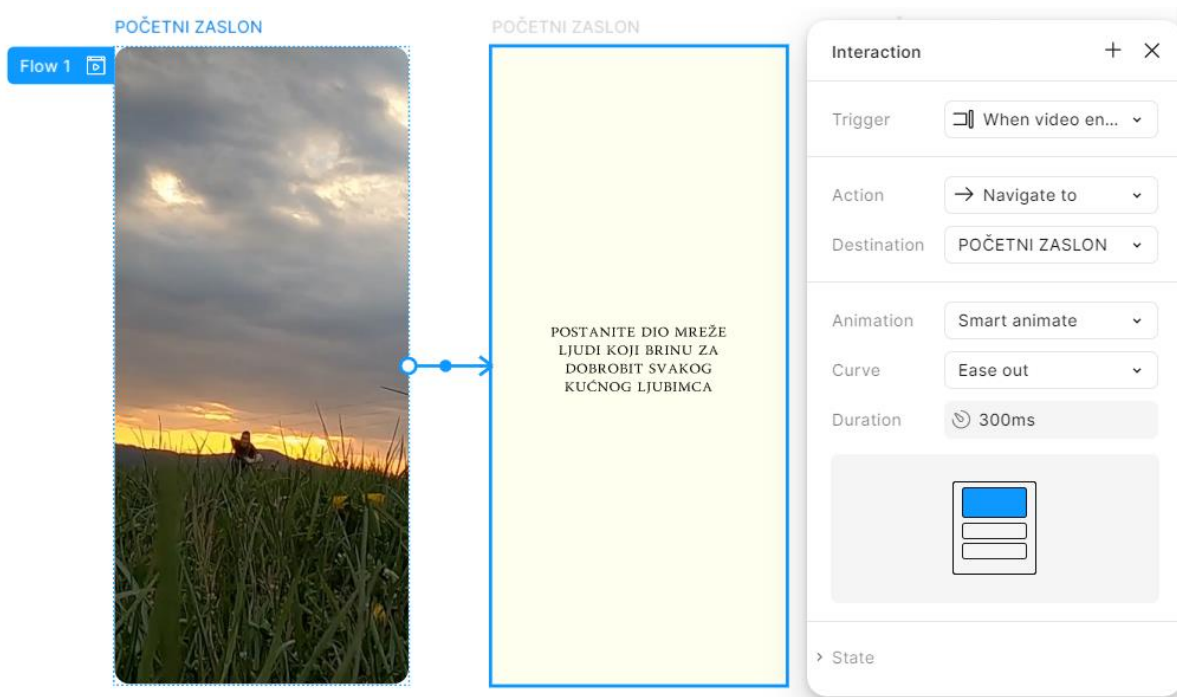 POČETNI ZASLON
Flow 1
POČETNI ZASLON
POSTANITE DIO MREŽE
LJUDI KOJI BRINU ZA
DOBROBIT SVAKOG
KUĆNOG LJUBIMCA
Interaction
Trigger When video en...
Action Navigate to
Destination POČETNI ZASLON
Animation Smart animate
Curve Ease out
Duration 300ms
State